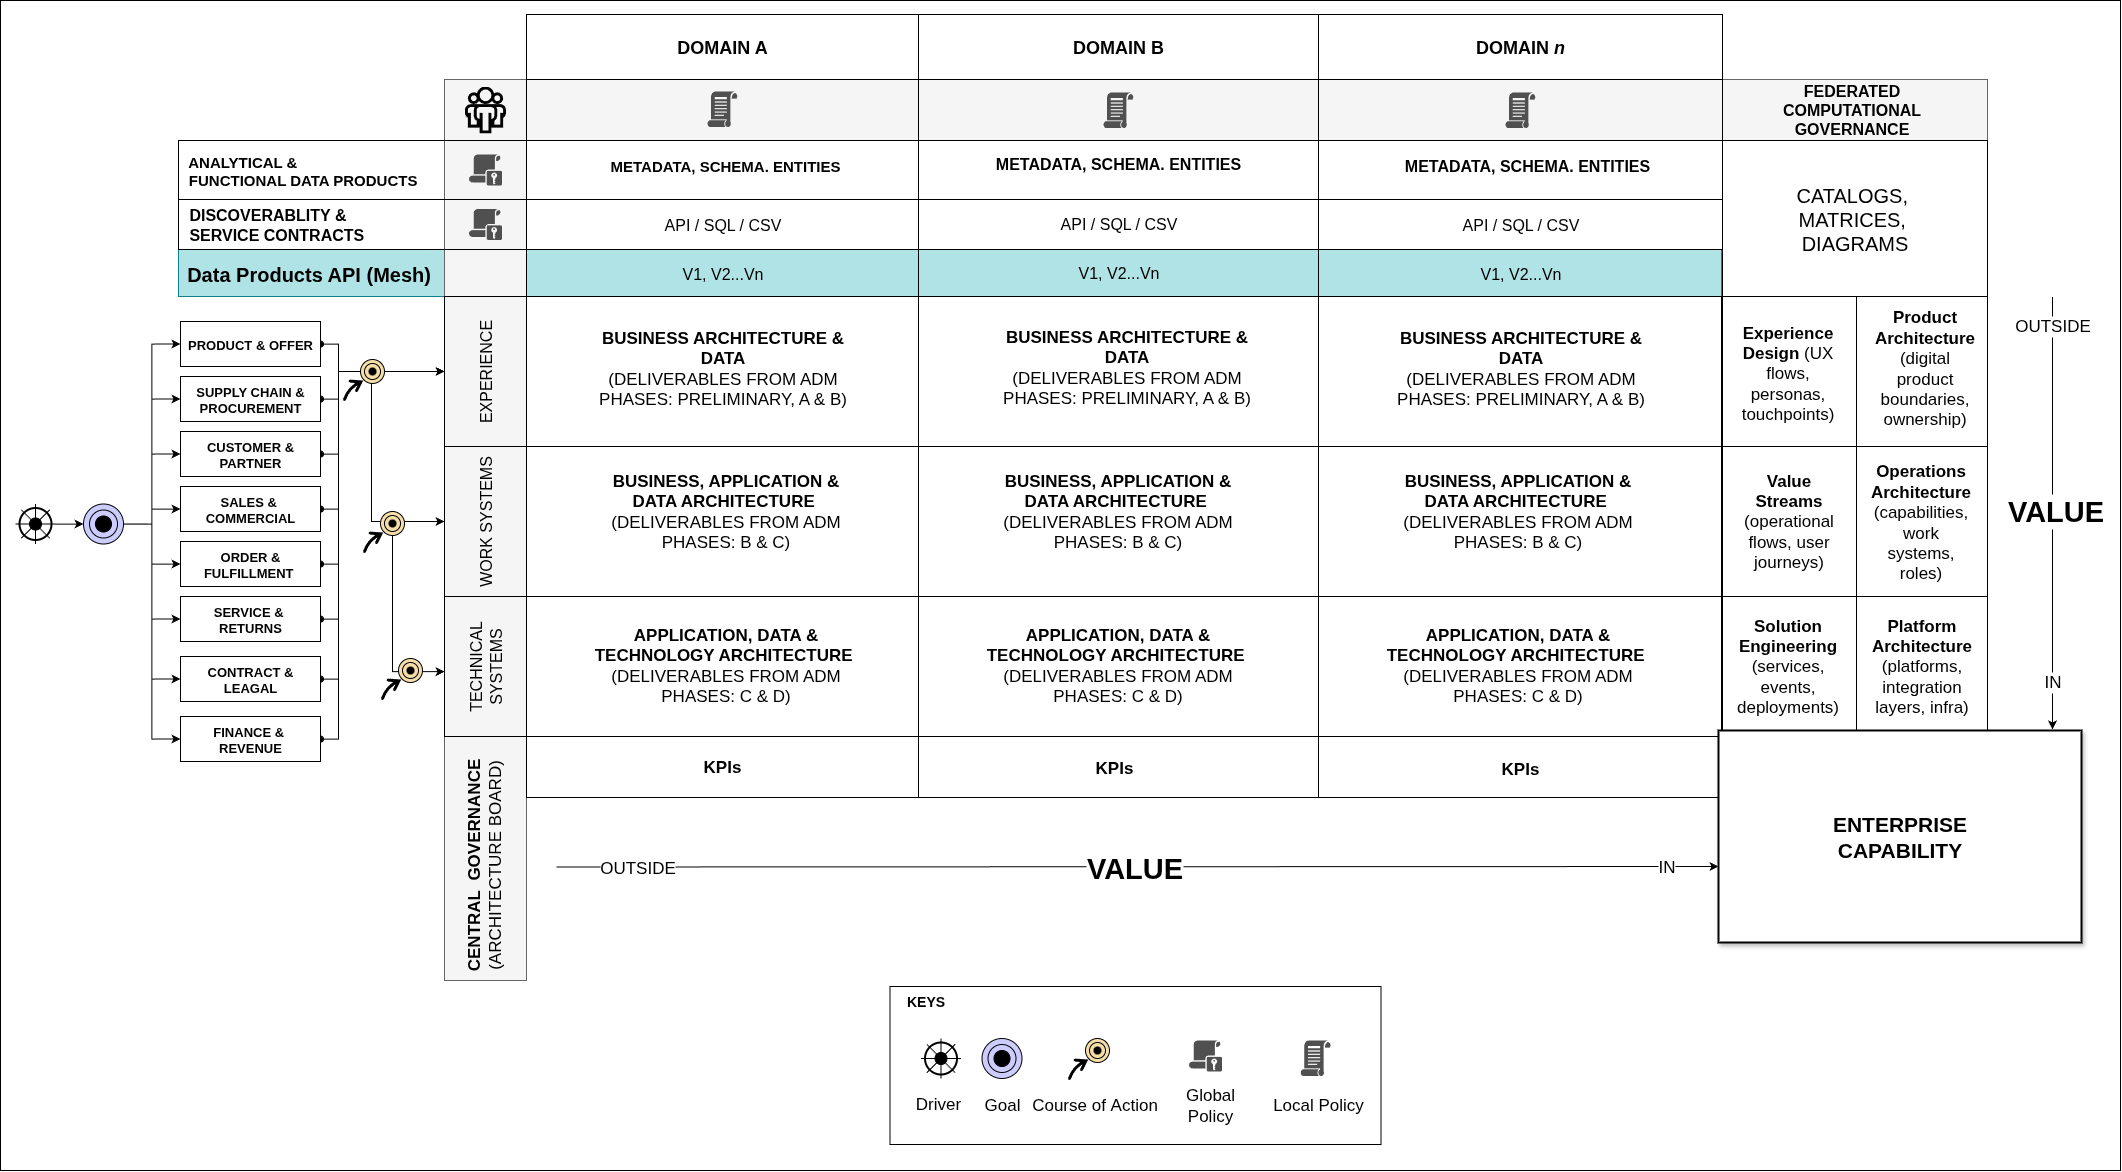 DOMAIN A
DOMAIN B
DOMAIN n
FEDERATED
COMPUTATIONAL
GOVERNANCE
ANALYTICAL &
FUNCTIONAL DATA PRODUCTS
METADATA, SCHEMA. ENTITIES
METADATA, SCHEMA. ENTITIES
METADATA, SCHEMA. ENTITIES
CATALOGS,
MATRICES,
DIAGRAMS
DISCOVERABLITY &
SERVICE CONTRACTS
API / SQL / CSV
API / SQL / CSV
API / SQL / CSV
Data Products API (Mesh)
V1, V2...Vn
V1, V2...Vn
V1, V2...Vn
PRODUCT & OFFER
SUPPLY CHAIN &
PROCUREMENT
CUSTOMER &
PARTNER
SALES &
COMMERCIAL
ORDER &
FULFILLMENT
SERVICE &
RETURNS
CONTRACT &
LEAGAL
FINANCE &
REVENUE
EXPERIENCE
BUSINESS ARCHITECTURE &
DATA
(DELIVERABLES FROM ADM
PHASES: PRELIMINARY, A & B)
BUSINESS ARCHITECTURE &
DATA
(DELIVERABLES FROM ADM
PHASES: PRELIMINARY, A & B)
BUSINESS ARCHITECTURE &
DATA
(DELIVERABLES FROM ADM
PHASES: PRELIMINARY, A & B)
Experience
Design (UX
flows,
personas,
touchpoints)
Product
Architecture
(digital
product
boundaries,
ownership)
WORK SYSTEMS
BUSINESS, APPLICATION &
DATA ARCHITECTURE
(DELIVERABLES FROM ADM
PHASES: B & C)
BUSINESS, APPLICATION &
DATA ARCHITECTURE
(DELIVERABLES FROM ADM
PHASES: B & C)
BUSINESS, APPLICATION &
DATA ARCHITECTURE
(DELIVERABLES FROM ADM
PHASES: B & C)
Value
Streams
(operational
flows, user
journeys)
Operations
Architecture
(capabilities,
work
systems,
roles)
TECHNICAL
SYSTEMS
APPLICATION, DATA &
TECHNOLOGY ARCHITECTURE
(DELIVERABLES FROM ADM
PHASES: C & D)
APPLICATION, DATA &
TECHNOLOGY ARCHITECTURE
(DELIVERABLES FROM ADM
PHASES: C & D)
APPLICATION, DATA &
TECHNOLOGY ARCHITECTURE
(DELIVERABLES FROM ADM
PHASES: C & D)
Solution
Engineering
(services,
events,
deployments)
Platform
Architecture
(platforms,
integration
layers, infra)
OUTSIDE
VALUE
IN
CENTRAL GOVERNANCE
(ARCHITECTURE BOARD)
KPIs
KPIs
KPIs
OUTSIDE
VALUE
IN
ENTERPRISE
CAPABILITY
KEYS
Driver
Goal
Course of Action
Global
Policy
Local Policy